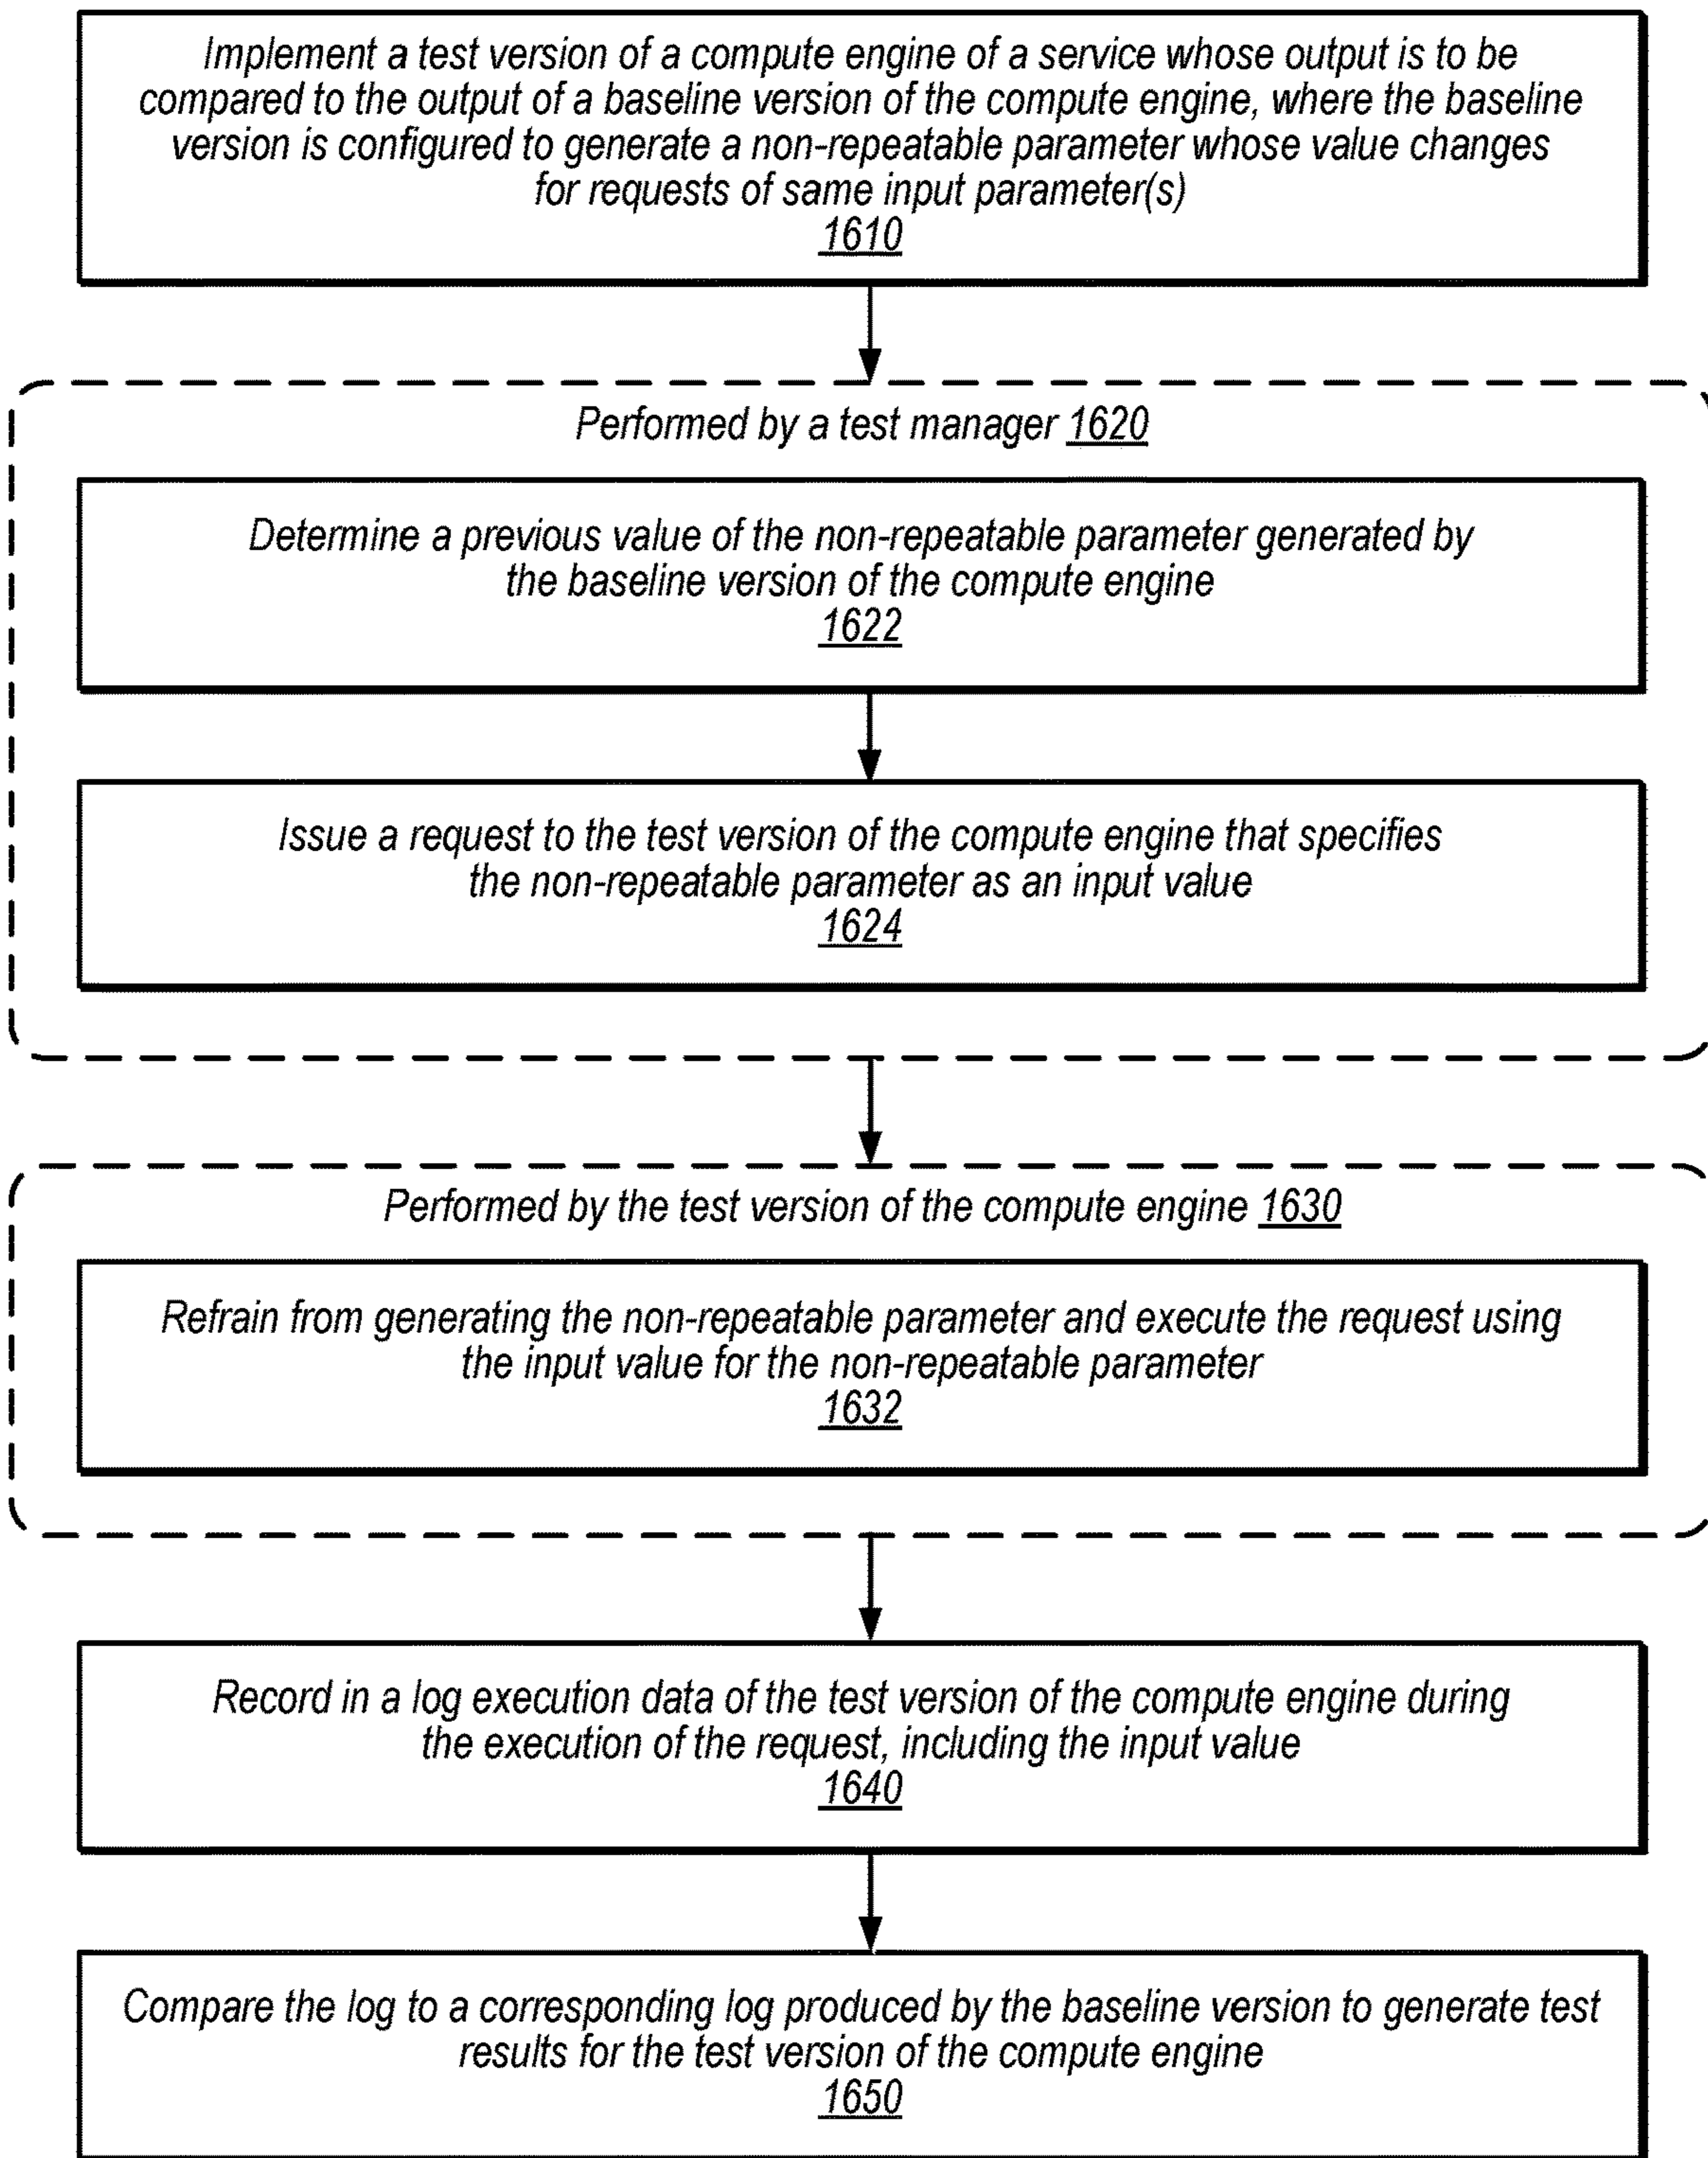 Implement a test version of a compute engine of a service whose output is to be
compared to the output of a baseline version of the compute engine, where the baseline
version is configured to generate a non-repeatable parameter whose value changes
for requests of same input parameter(s)
1610
Performed by a test manager 1620
Determine a previous value of the non-repeatable parameter generated by
the baseline version of the compute engine
1622
Issue a request to the test version of the compute engine that specifies
the non-repeatable parameter as an input value
1624
Performed by the test version of the compute engine 1630
Refrain from generating the non-repeatable parameter and execute the request using
the input value for the non-repeatable parameter
1632
Record in a log execution data of the test version of the compute engine during
the execution of the request, including the input value
1640
Compare the log to a corresponding log produced by the baseline version to generate test
results for the test version of the compute engine
1650